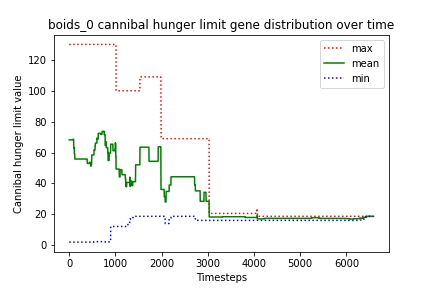 boids_0 cannibal hunger limit gene distribution over time
Cannibal hunger limit value
120
100
80
60
40
20
0
max
mean
min
0
1000
2000
3000
4000
5000
6000
Timesteps